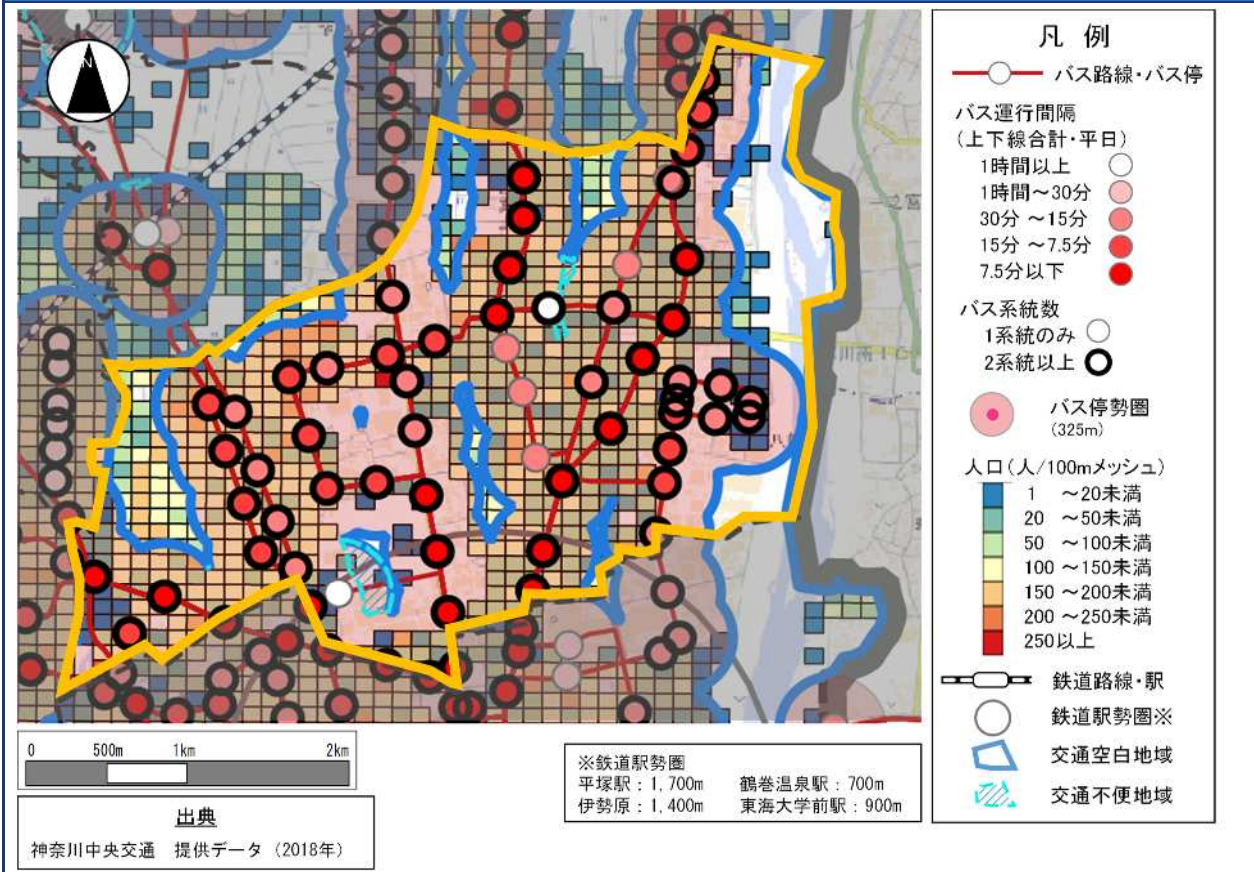 N
一之宮
凡 例
バス路線・バス停
バス運行間隔
(上下線合計・平日)
1時間以上
1時間～30分
30分 ～15分
15分 ～7.5分
7.5分以下
バス系統数
1系統のみ
2系統以上
バス停勢圏
(325m)
人口(人/100mメッシュ)
1 ～20未満
20 ～50未満
50 ～100未満
100 ～150未満
150 ～200未満
200 ～250未満
250以上
鉄道路線・駅
鉄道駅勢圏※
交通空白地域
交通不便地域
0 500m 1km 2km
※鉄道駅勢圏
平塚駅：1,700m 鶴巻温泉駅：700m
伊勢原：1,400m 東海大学前駅：900m
出典
神奈川中央交通 提供データ（2018年）